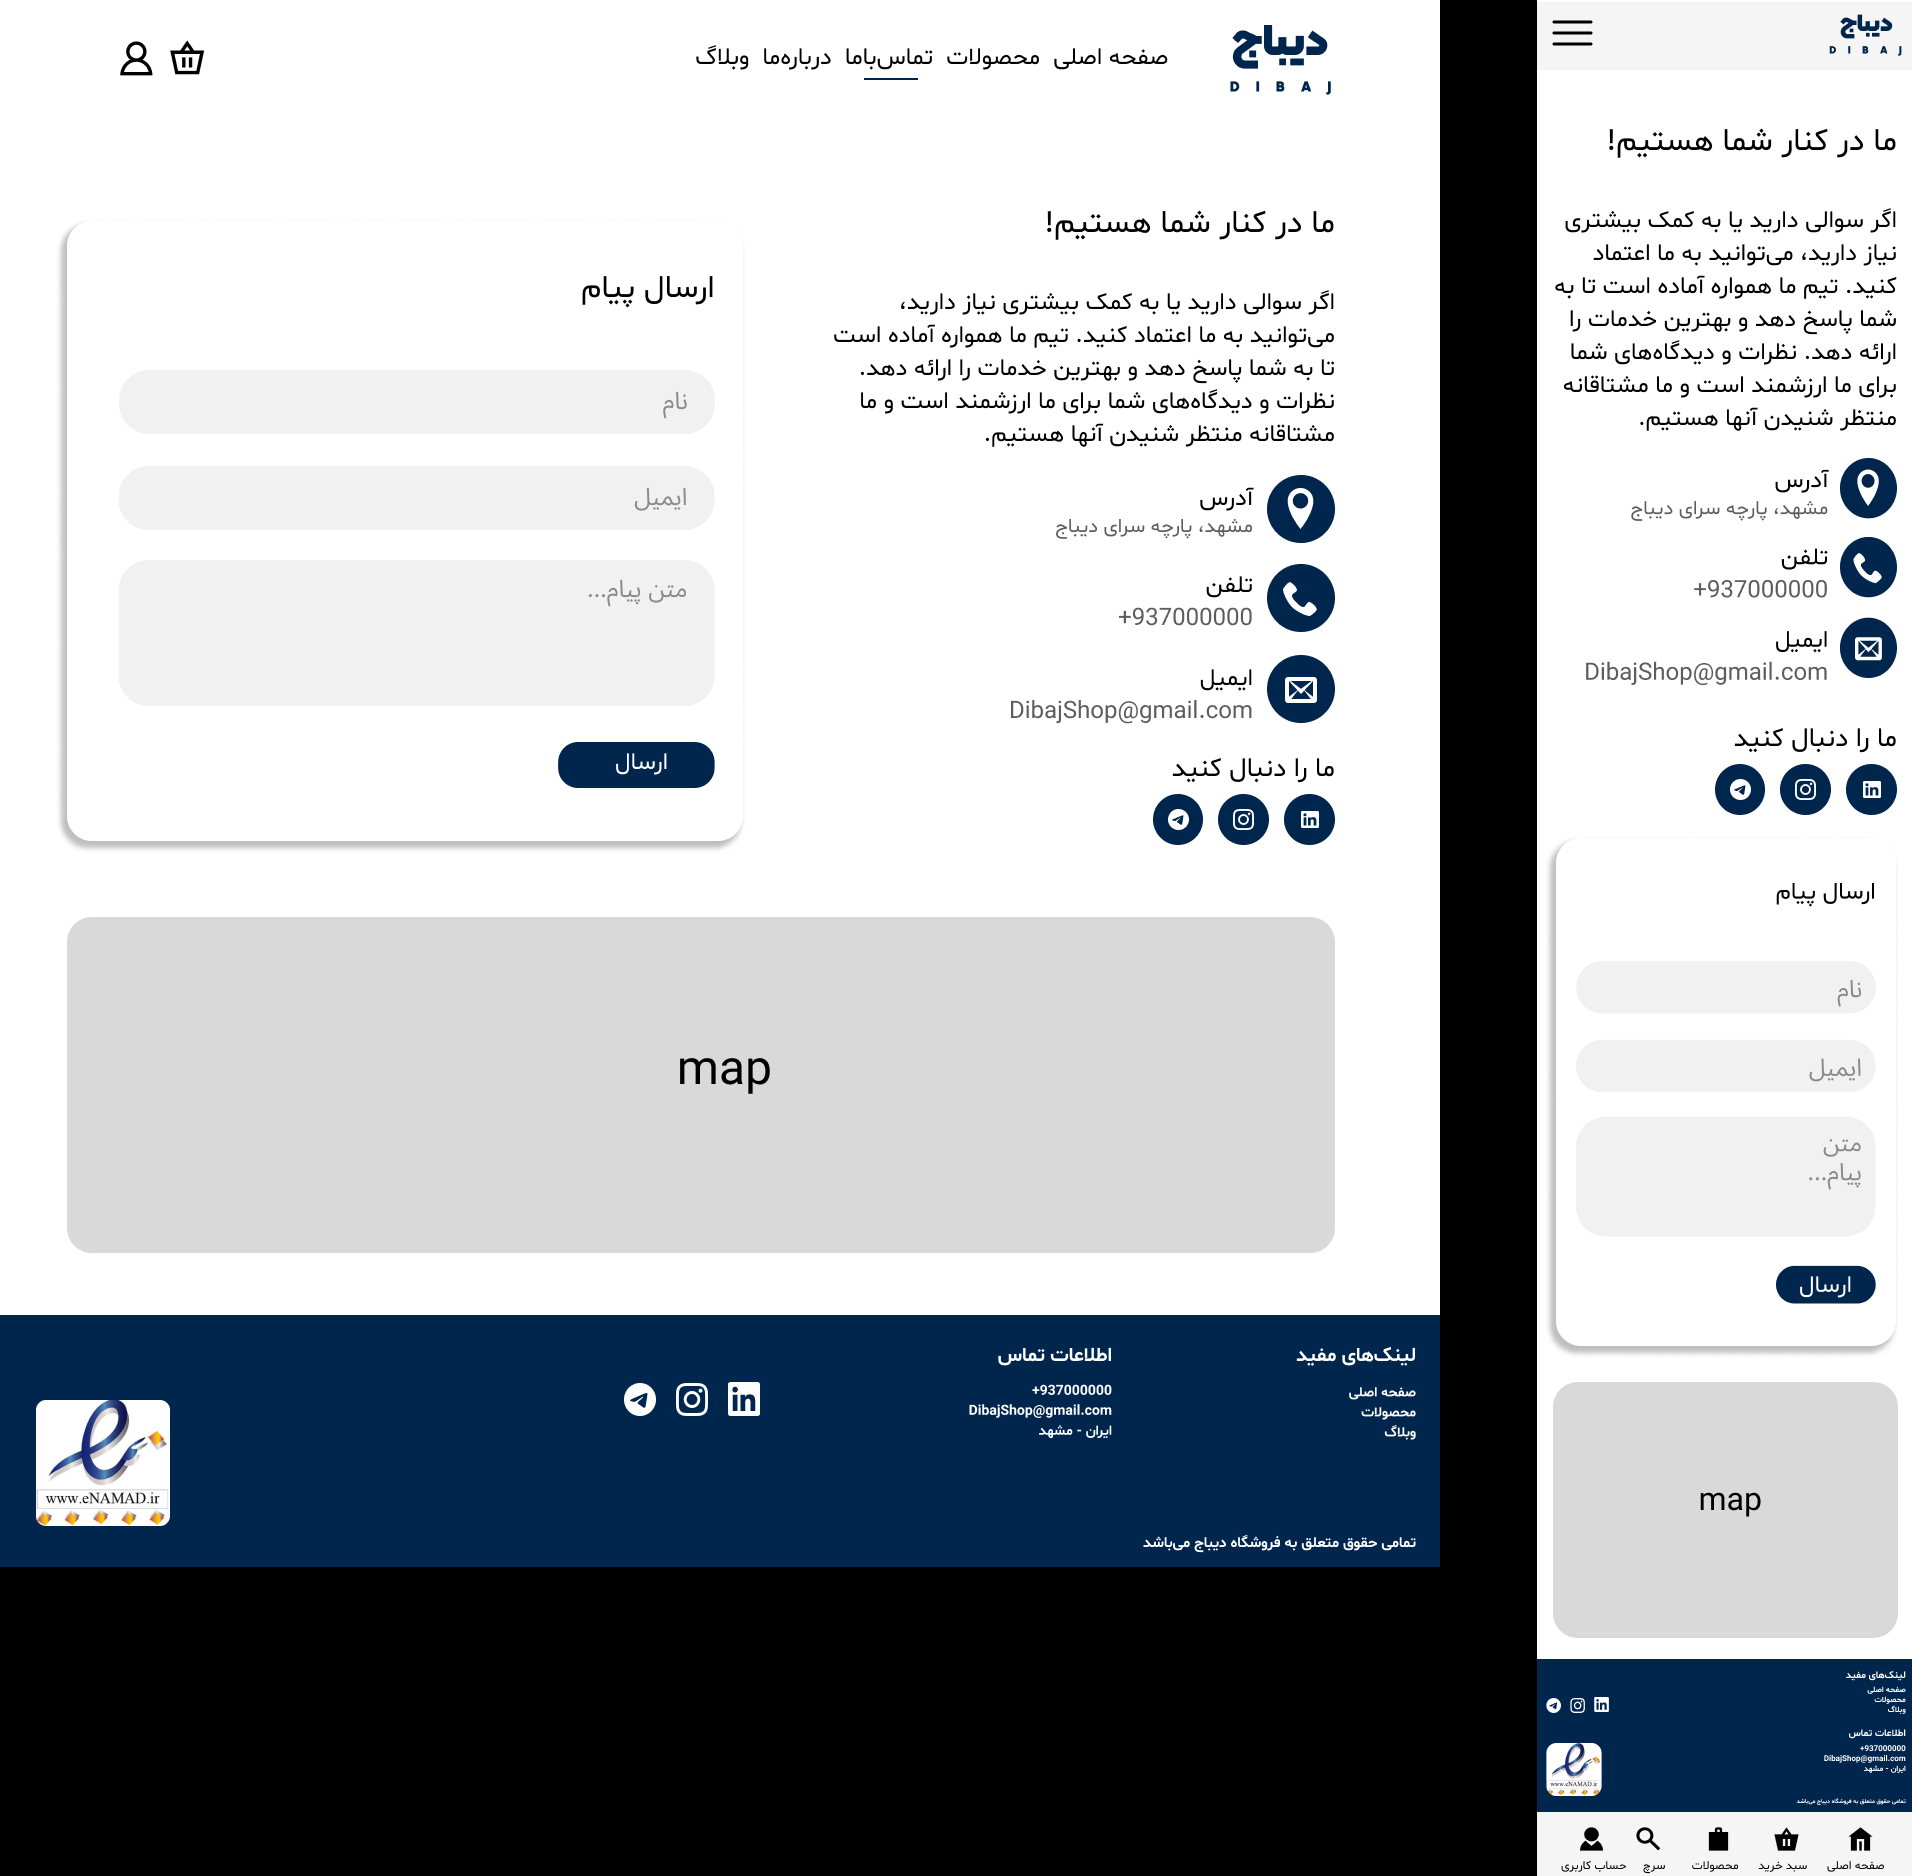 دیباج
DIBAJ
صفحه اصلی محصولات تماس‌باما درباره‌ما وبلاگ
ما در کنار شما هستیم!
اگر سوالی دارید یا به کمک بیشتری نیاز دارید،
می‌توانید به ما اعتماد کنید. تیم ما همواره آماده است
تا به شما پاسخ دهد و بهترین خدمات را ارائه دهد.
نظرات و دیدگاه‌های شما برای ما ارزشمند است و ما
مشتاقانه منتظر شنیدن آنها هستیم.
آدرس
مشهد، پارچه سرای دیباج
تلفن
+937000000
ایمیل
DibajShop@gmail.com
ما را دنبال کنید
ارسال پیام
نام
ایمیل
متن پیام...
ارسال
map
لینک‌های مفید
صفحه اصلی
محصولات
وبلاگ
اطلاعات تماس
+937000000
DibajShop@gmail.com
ایران - مشهد
www.eNAMAD.ir
تمامی حقوق متعلق به فروشگاه دیباج می‌باشد
دیباج
DIBAJ
ما در کنار شما هستیم!
اگر سوالی دارید یا به کمک بیشتری
نیاز دارید، می‌توانید به ما اعتماد
کنید. تیم ما همواره آماده است تا به
شما پاسخ دهد و بهترین خدمات را
ارائه دهد. نظرات و دیدگاه‌های شما
برای ما ارزشمند است و ما مشتاقانه
منتظر شنیدن آنها هستیم.
آدرس
مشهد، پارچه سرای دیباج
تلفن
+937000000
ایمیل
DibajShop@gmail.com
ما را دنبال کنید
ارسال پیام
نام
ایمیل
متن
پیام...
ارسال
map
لینک‌های مفید
صفحه اصلی
محصولات
وبلاگ
اطلاعات تماس
+937000000
DibajShop@gmail.com
ایران - مشهد
www.eNAMAD.ir
تمامی حقوق متعلق به فروشگاه دیباج می‌باشد
صفحه اصلی سبد خرید محصولات سرچ حساب کاربری